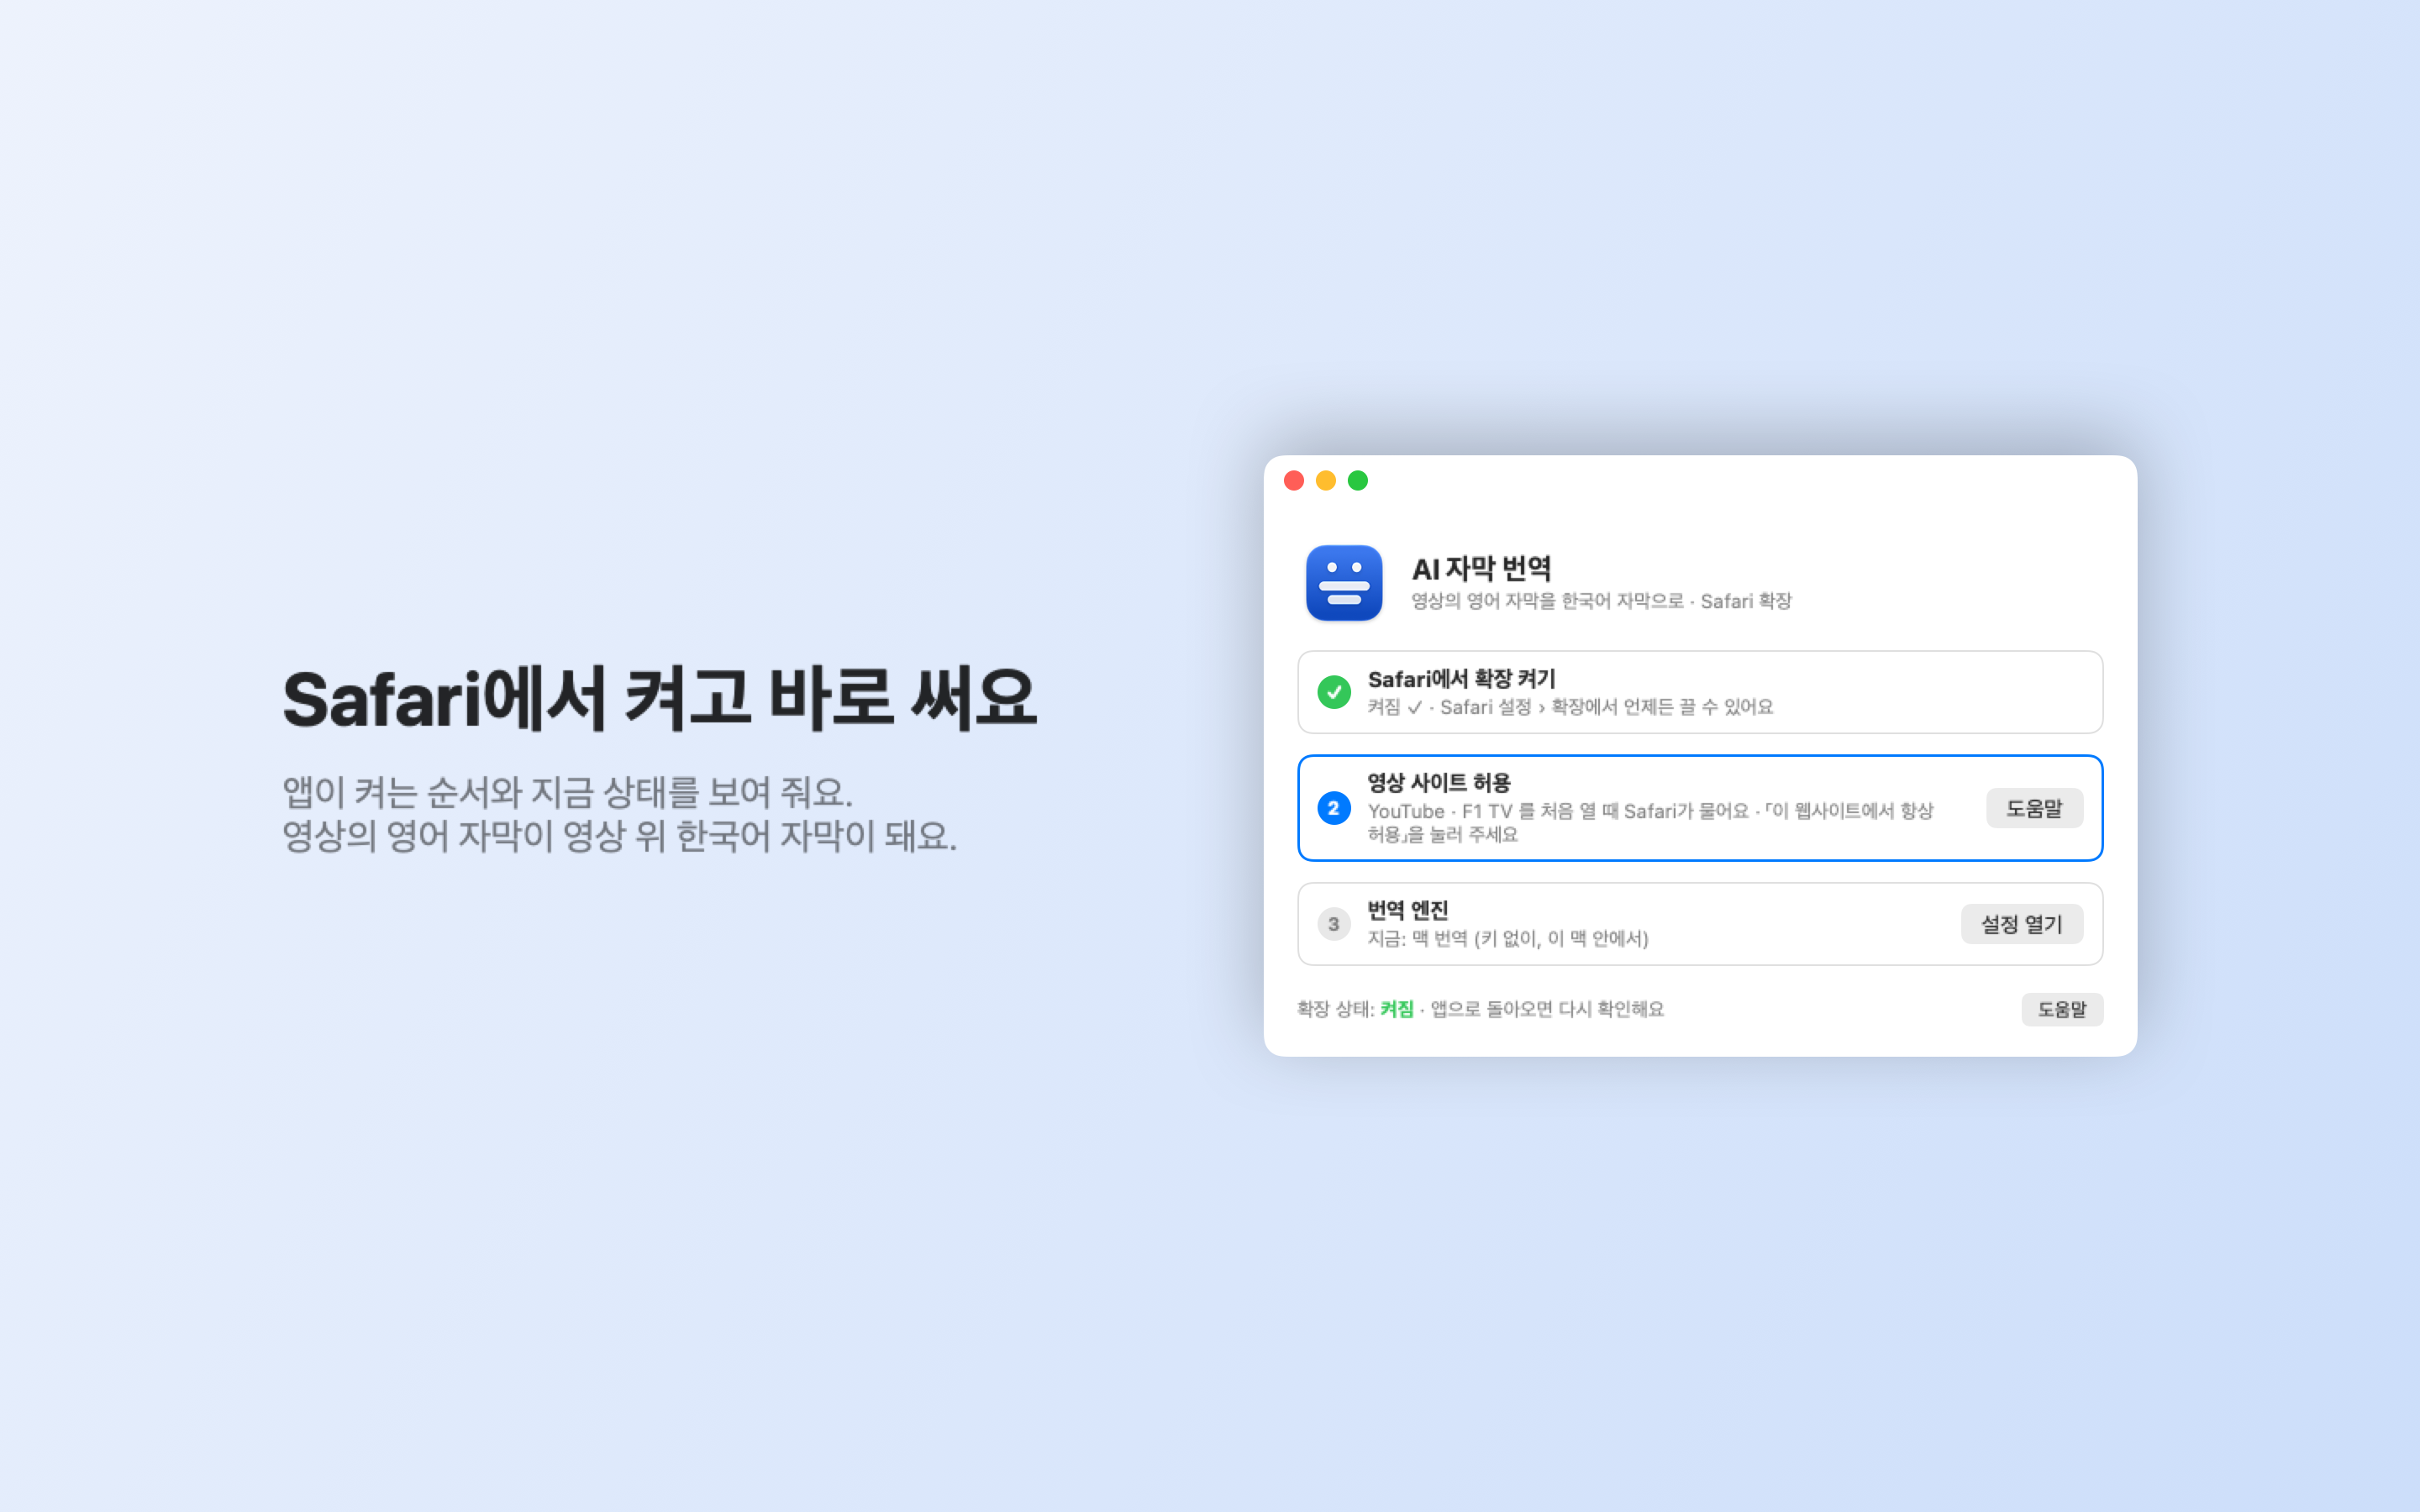 Safari에서 켜고 바로 써요
앱이 켜는 순서와 지금 상태를 보여 줘요.
영상의 영어 자막이 영상 위 한국어 자막이 돼요.
AI 자막 번역
영상의 영어 자막을 한국어 자막으로 · Safari 확장
Safari에서 확장 켜기
켜짐 ✓ · Safari 설정 › 확장에서 언제든 끌 수 있어요
2
영상 사이트 허용
YouTube · F1 TV 를 처음 열 때 Safari가 물어요 · 「이 웹사이트에서 항상
허용」을 눌러 주세요
도움말
3
번역 엔진
지금: 맥 번역 (키 없이, 이 맥 안에서)
설정 열기
확장 상태: 켜짐 · 앱으로 돌아오면 다시 확인해요
도움말